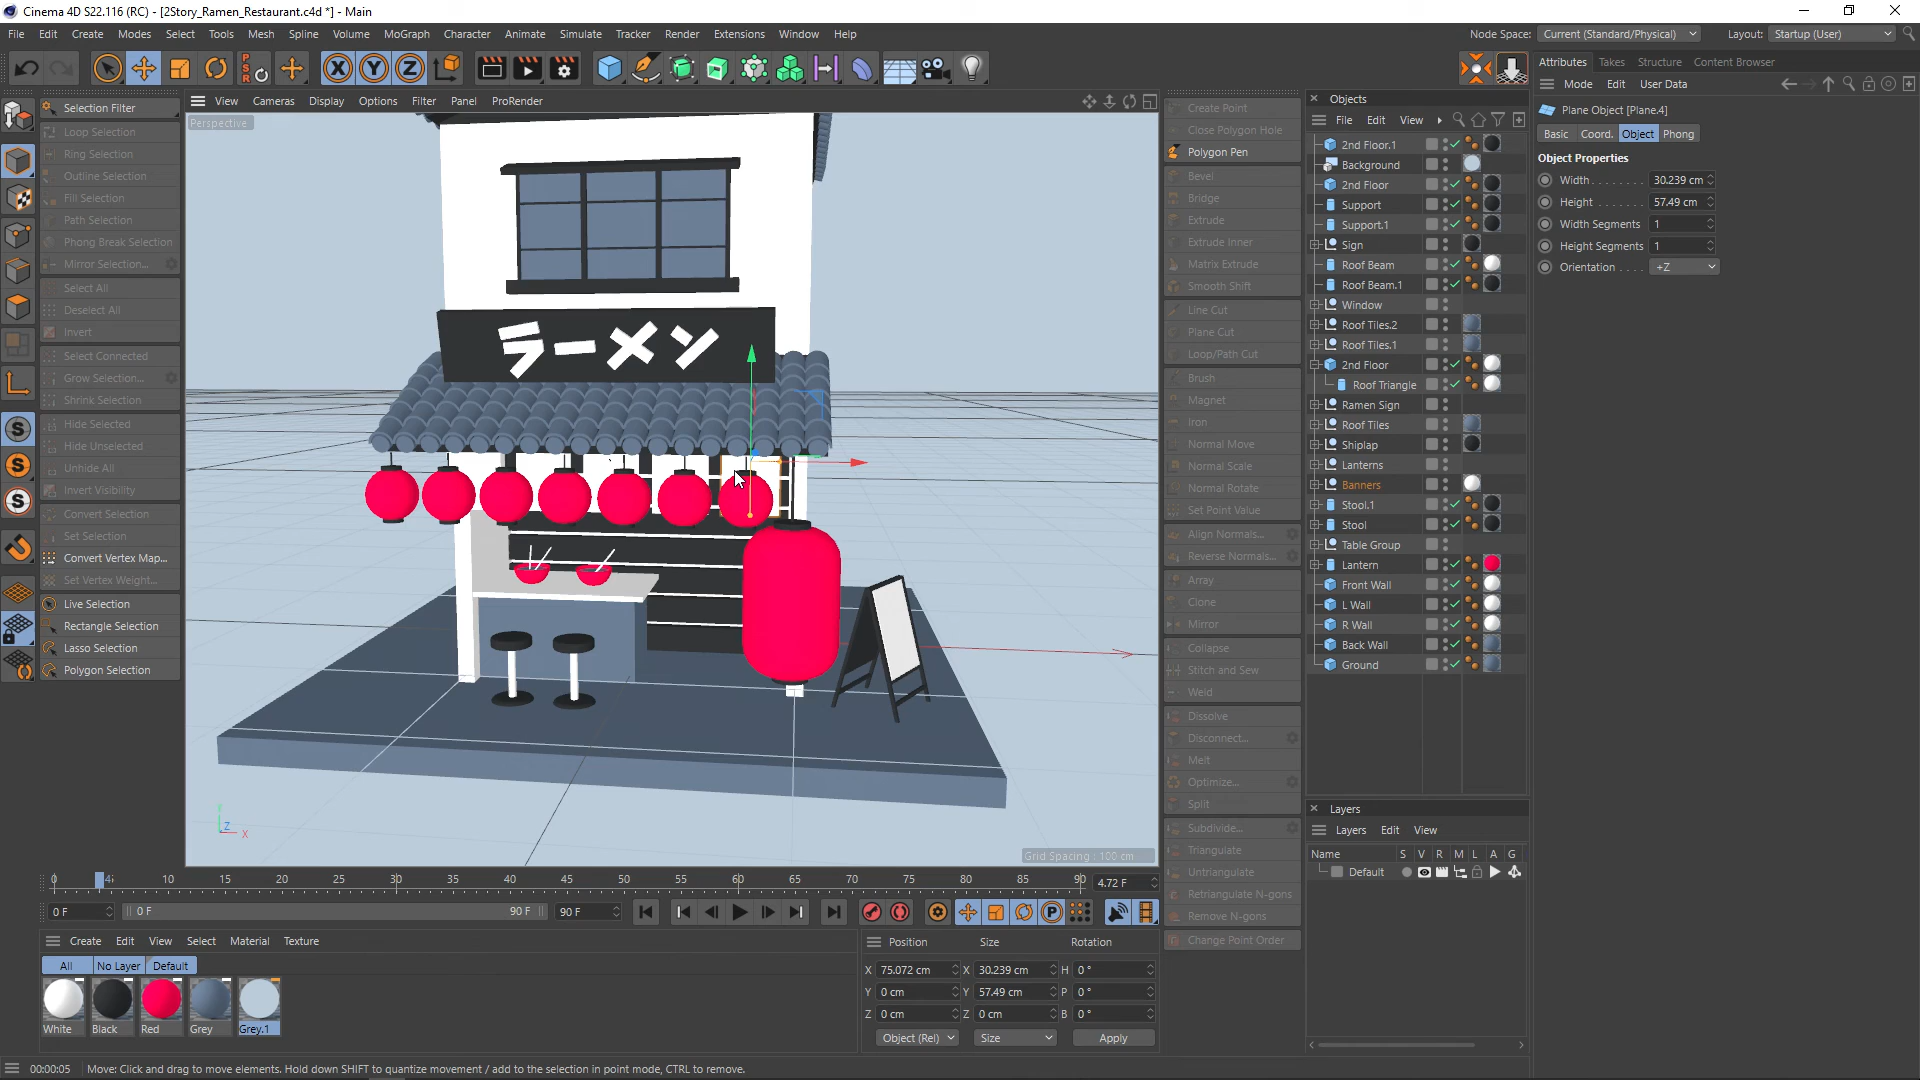 Cinema 4D S22.116 (RC) - [2Story_Ramen_Restaurant.c4d *] - Main
File Edit Create Modes Select Tools Mesh Spline Volume MoGraph Character Animate Simulate Tracker Render Extensions Window Help
Node Space: Current (Standard/Physical) Layout: Startup (User)
Selection Filter
Loop Selection
Ring Selection
Outline Selection
Fill Selection
Path Selection
Phong Break Selection
Mirror Selection...
Select All
Deselect All
Invert
Select Connected
Grow Selection...
Shrink Selection
Hide Selected
Hide Unselected
Unhide All
Invert Visibility
Convert Selection
Set Selection
Convert Vertex Map...
Set Vertex Weight...
Live Selection
Rectangle Selection
Lasso Selection
Polygon Selection
View Cameras Display Options Filter Panel ProRender
Perspective
ラーメン
Z
X
Grid Spacing : 100 cm
Create Point
Close Polygon Hole
Polygon Pen
Bevel
Bridge
Extrude
Extrude Inner
Matrix Extrude
Smooth Shift
Line Cut
Plane Cut
Loop/Path Cut
Brush
Magnet
Iron
Normal Move
Normal Scale
Normal Rotate
Set Point Value
Align Normals...
Reverse Normals...
Array
Clone
Mirror
Collapse
Stitch and Sew
Weld
Dissolve
Disconnect...
Melt
Optimize...
Split
Subdivide...
Triangulate
Untriangulate
Retriangulate N-gons
Remove N-gons
Change Point Order
Objects
File Edit View
2nd Floor.1
Background
2nd Floor
Support
Support.1
Sign
Roof Beam
Roof Beam.1
Window
Roof Tiles.2
Roof Tiles.1
2nd Floor
Roof Triangle
Ramen Sign
Roof Tiles
Shiplap
Lanterns
Banners
Stool.1
Stool
Table Group
Lantern
Front Wall
L Wall
R Wall
Back Wall
Ground
Layers
Layers Edit View
Name S V R M L A G
Default
Attributes Takes Structure Content Browser
Mode Edit User Data
Plane Object [Plane.4]
Basic Coord. Object Phong
Object Properties
Width 30.239 cm
Height 57.49 cm
Width Segments 1
Height Segments 1
Orientation +Z
0 10 15 20 25 30 35 40 45 50 55 60 65 70 75 80 85 90 4.72 F
0 F 0 F 90 F 90 F
Create Edit View Select Material Texture
All No Layer Default
White Black Red Grey Grey.1
Position Size Rotation
X 75.072 cm X 30.239 cm H 0 °
Y 0 cm Y 57.49 cm P 0 °
Z 0 cm Z 0 cm B 0 °
Object (Rel) Size Apply
00:00:05 Move: Click and drag to move elements. Hold down SHIFT to quantize movement / add to the selection in point mode, CTRL to remove.